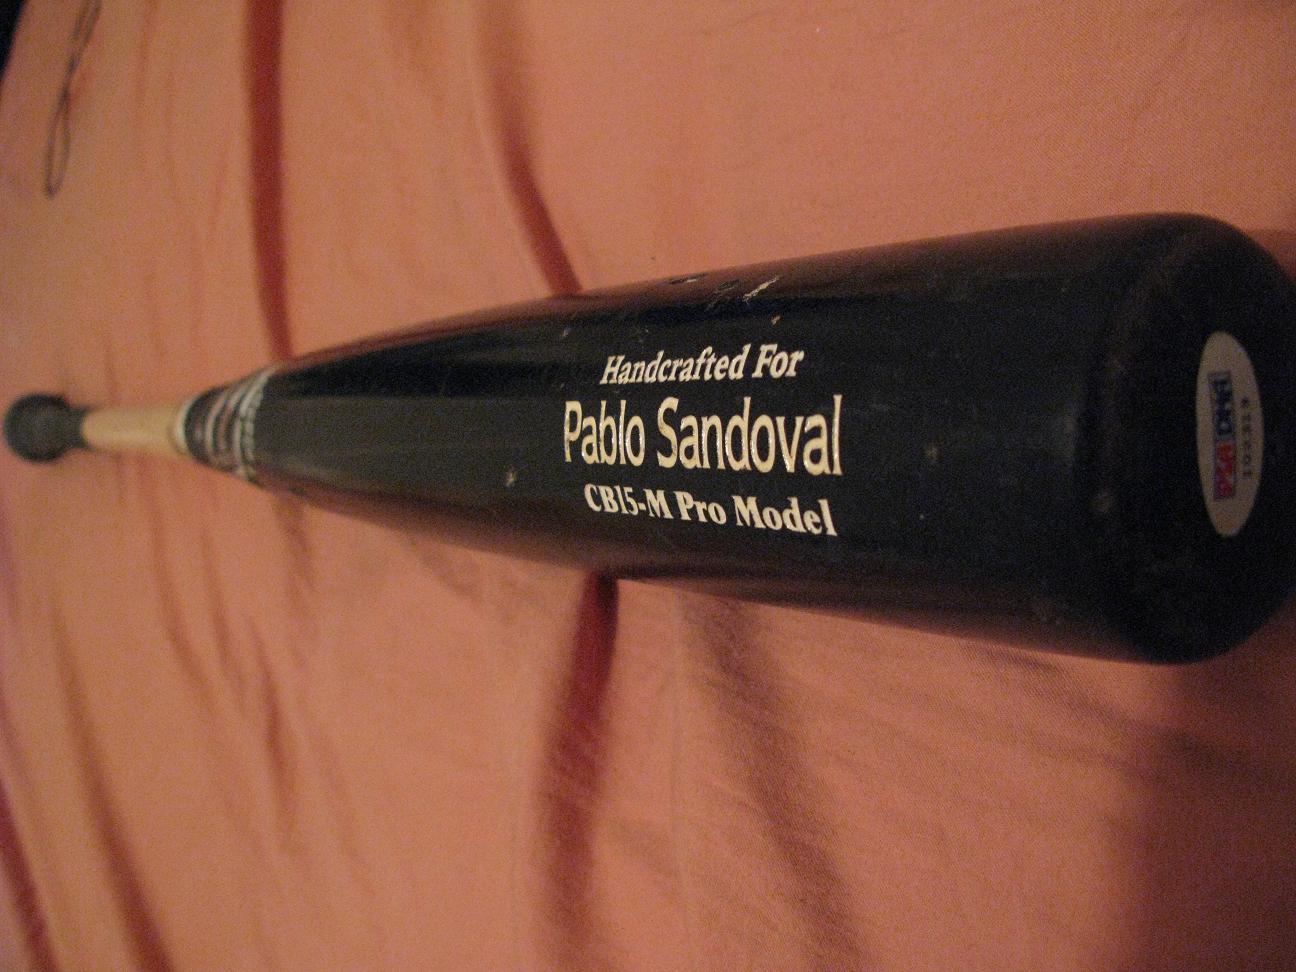 Handcrafted For
Pablo Sandoval
CB15-M Pro Model